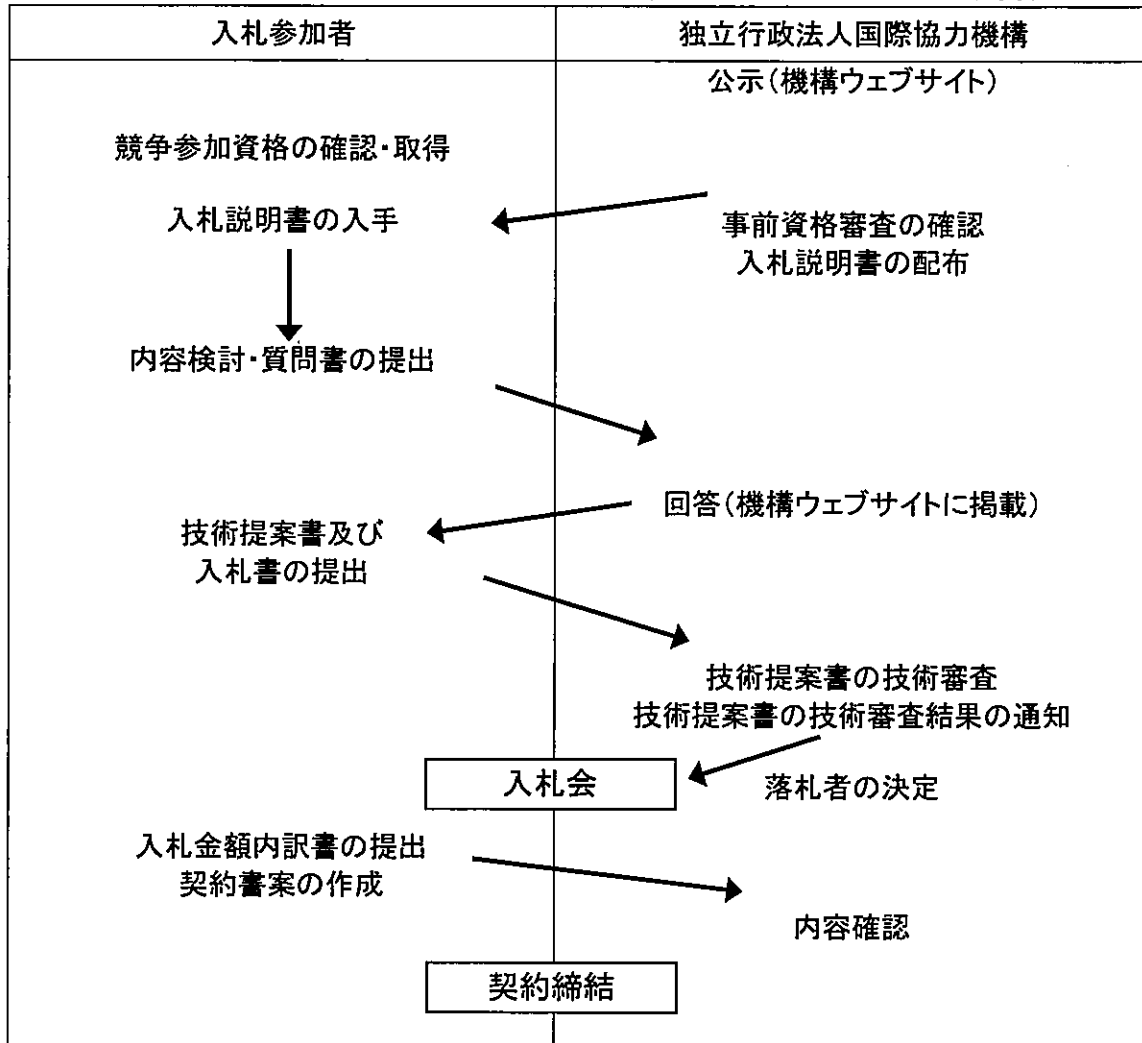 入札参加者
独立行政法人国際協力機構
公示(機構ウェブサイト)
競争参加資格の確認・取得
入札説明書の入手
事前資格審査の確認
入札説明書の配布
内容検討・質問書の提出
回答(機構ウェブサイトに掲載)
技術提案書及び
入札書の提出
技術提案書の技術審査
技術提案書の技術審査結果の通知
入札会
落札者の決定
入札金額内訳書の提出
契約書案の作成
内容確認
契約締結